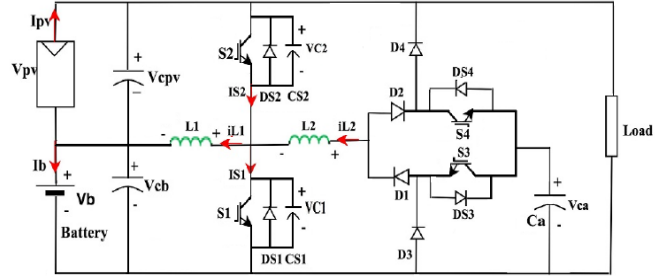 Ipv
Vpv
+
Vcpv
–
S2
+
VC2
-
IS2
DS2 CS2
D4
DS4
D2
S4
Load
- L1 + iL1
L2 iL2
- +
Ib
+
Vb
-
Battery
+
Vcb
-
IS1
S1
+
VC1
-
DS1 CS1
S3
D1
DS3
D3
+
Vca
Ca
-